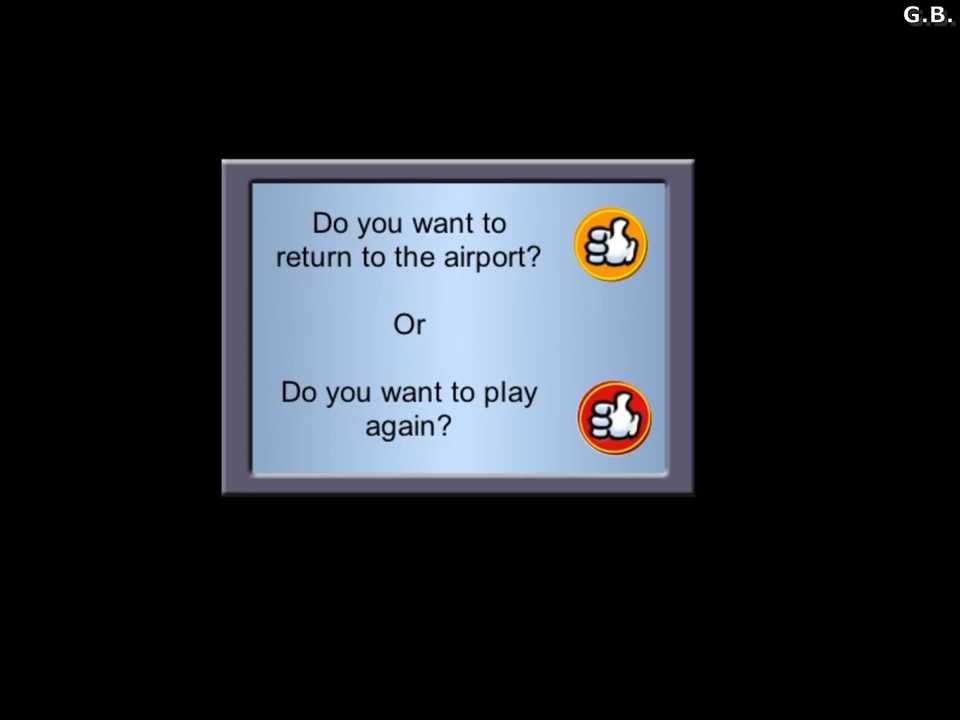 G.B.
Do you want to
return to the airport?
Or
Do you want to play
again?